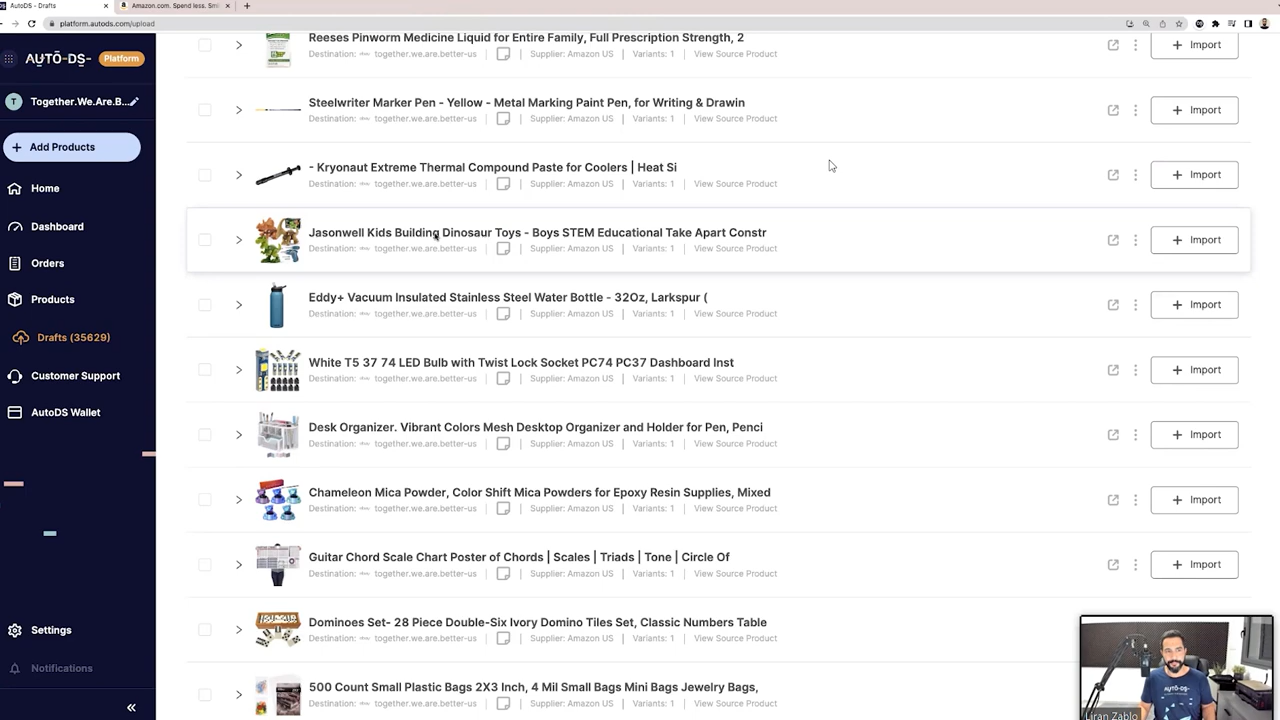 AutoDS - Drafts
Amazon.com. Spend less. Smi
platform.autods.com/upload
AUTŌ-DS-
Platform
T
Together.We.Are.B...
Add Products
Home
Dashboard
Orders
Products
Drafts (35629)
Customer Support
AutoDS Wallet
Settings
Notifications
Reeses Pinworm Medicine Liquid for Entire Family, Full Prescription Strength, 2
Destination: together.we.are.better-us | Supplier: Amazon US | Variants: 1 | View Source Product
+ Import
Steelwriter Marker Pen - Yellow - Metal Marking Paint Pen, for Writing & Drawin
Destination: together.we.are.better-us | Supplier: Amazon US | Variants: 1 | View Source Product
+ Import
- Kryonaut Extreme Thermal Compound Paste for Coolers | Heat Si
Destination: together.we.are.better-us | Supplier: Amazon US | Variants: 1 | View Source Product
+ Import
Jasonwell Kids Building Dinosaur Toys - Boys STEM Educational Take Apart Constr
Destination: together.we.are.better-us | Supplier: Amazon US | Variants: 1 | View Source Product
+ Import
Eddy+ Vacuum Insulated Stainless Steel Water Bottle - 32Oz, Larkspur (
Destination: together.we.are.better-us | Supplier: Amazon US | Variants: 1 | View Source Product
+ Import
White T5 37 74 LED Bulb with Twist Lock Socket PC74 PC37 Dashboard Inst
Destination: together.we.are.better-us | Supplier: Amazon US | Variants: 1 | View Source Product
+ Import
Desk Organizer. Vibrant Colors Mesh Desktop Organizer and Holder for Pen, Penci
Destination: together.we.are.better-us | Supplier: Amazon US | Variants: 1 | View Source Product
+ Import
Chameleon Mica Powder, Color Shift Mica Powders for Epoxy Resin Supplies, Mixed
Destination: together.we.are.better-us | Supplier: Amazon US | Variants: 1 | View Source Product
+ Import
Guitar Chord Scale Chart Poster of Chords | Scales | Triads | Tone | Circle Of
Destination: together.we.are.better-us | Supplier: Amazon US | Variants: 1 | View Source Product
+ Import
Dominoes Set- 28 Piece Double-Six Ivory Domino Tiles Set, Classic Numbers Table
Destination: together.we.are.better-us | Supplier: Amazon US | Variants: 1 | View Source Product
500 Count Small Plastic Bags 2X3 Inch, 4 Mil Small Bags Mini Bags Jewelry Bags,
Destination: together.we.are.better-us | Supplier: Amazon US | Variants: 1 | View Source Product
AUTO-DS-
Liran Zablo